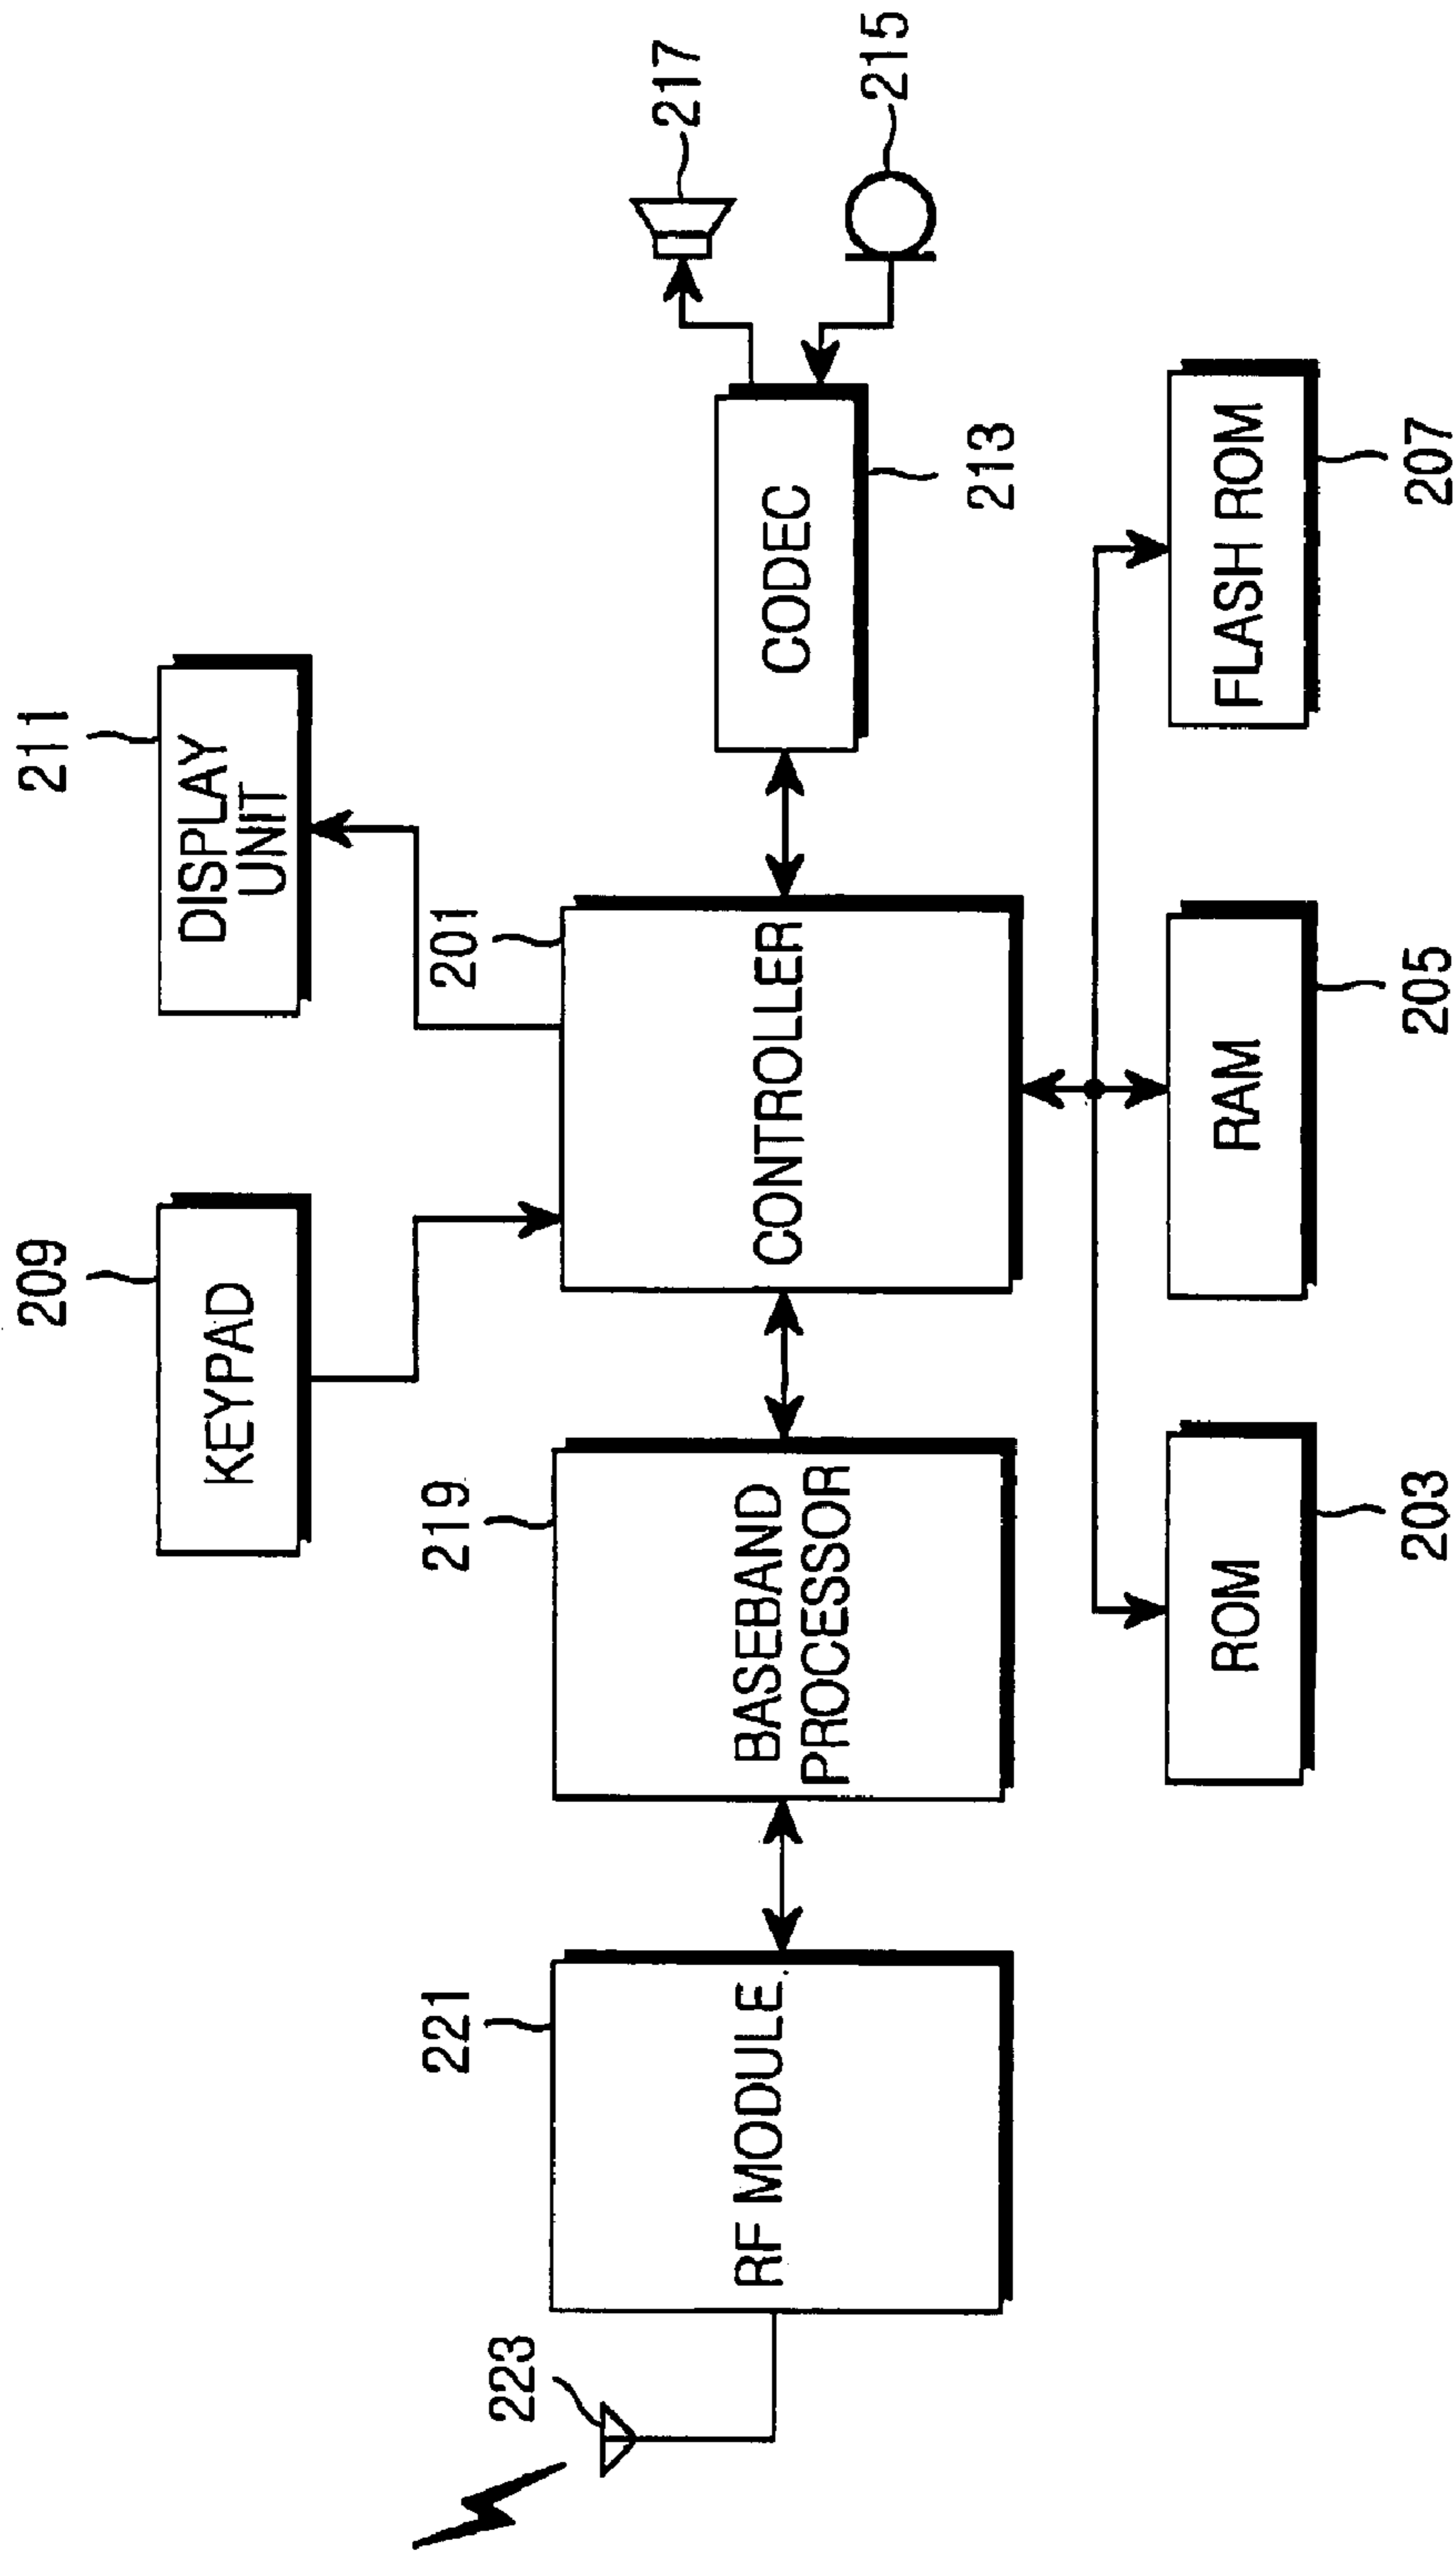 209
KEYPAD
211
DISPLAY
UNIT
223
221
RF MODULE
219
BASEBAND
PROCESSOR
201
CONTROLLER
CODEC
213
217
215
ROM
203
RAM
205
FLASH ROM
207